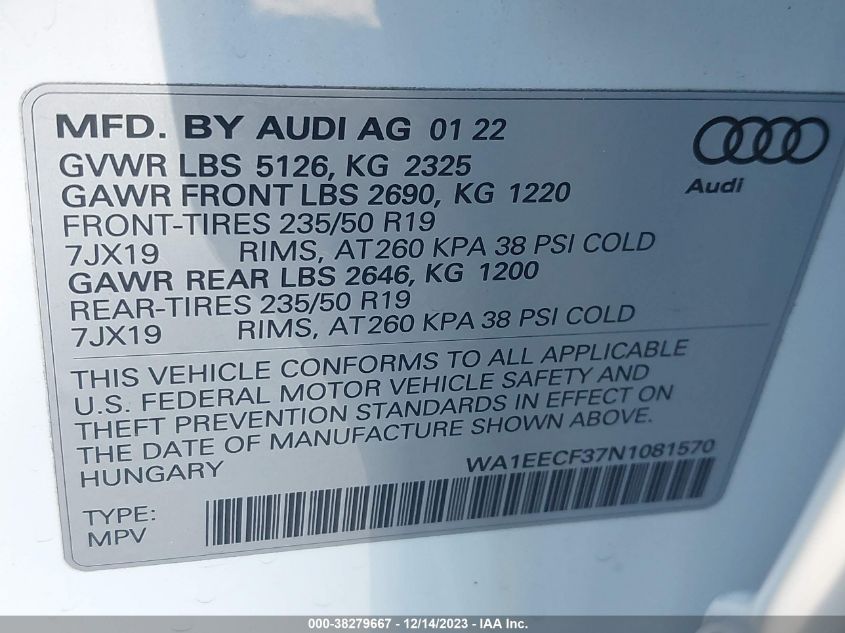 MFD. BY AUDI AG 01 22
Audi
GVWR LBS 5126, KG 2325
GAWR FRONT LBS 2690, KG 1220
FRONT-TIRES 235/50 R19
7JX19 RIMS, AT260 KPA 38 PSI COLD
GAWR REAR LBS 2646, KG 1200
REAR-TIRES 235/50 R19
7JX19 RIMS, AT260 KPA 38 PSI COLD
THIS VEHICLE CONFORMS TO ALL APPLICABLE
U.S. FEDERAL MOTOR VEHICLE SAFETY AND
THEFT PREVENTION STANDARDS IN EFFECT ON
THE DATE OF MANUFACTURE SHOWN ABOVE.
HUNGARY
WA1EECF37N1081570
TYPE:
MPV
000-38279667 - 12/14/2023 - IAA Inc.